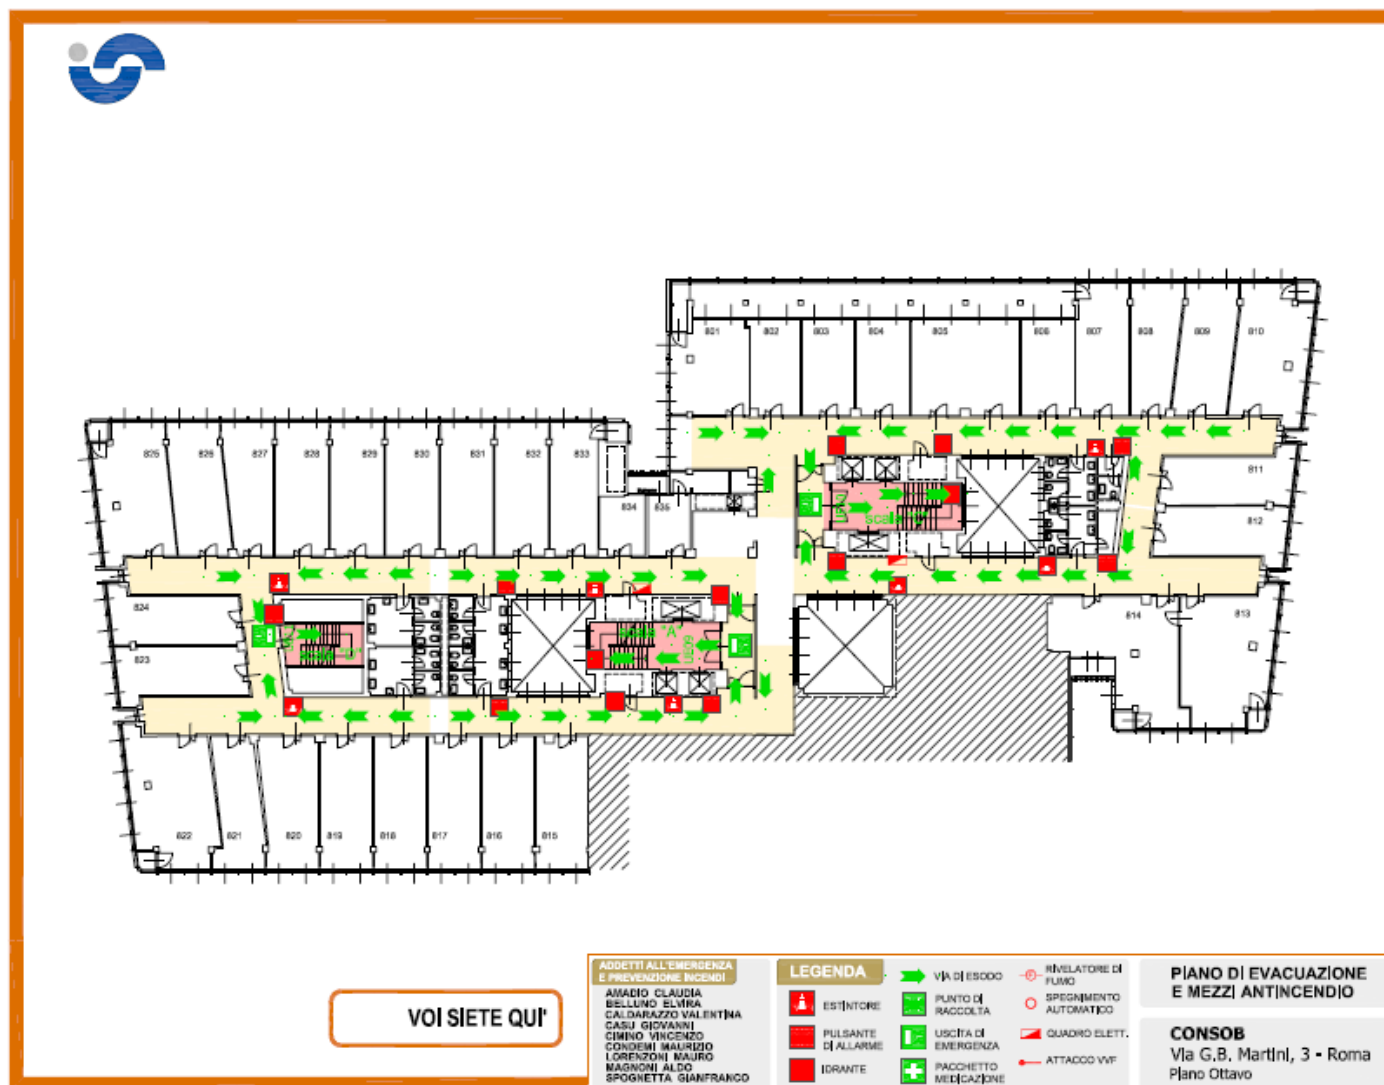 801 802 803 804 805 806 807 808 809 810
825 826 827 828 829 830 831 832 833
811
834 835
812
scala "C"
824
814 813
scala "A"
823
scala "D"
822 821 820 819 818 817 816 815
VOI SIETE QUI'
ADDETTI ALL'EMERGENZA
E PREVENZIONE INCENDI
AMADIO CLAUDIA
BELLUNO ELVIRA
CALDARAZZO VALENTINA
CASU GIOVANNI
CIMINO VINCENZO
CONDEMI MAURIZIO
LORENZONI MAURO
MAGNONI ALDO
SPOGNETTA GIANFRANCO
LEGENDA
ESTINTORE
PULSANTE
DI ALLARME
IDRANTE
VIA DI ESODO
PUNTO DI
RACCOLTA
USCITA DI
EMERGENZA
PACCHETTO
MEDICAZIONE
RIVELATORE DI
FUMO
SPEGNIMENTO
AUTOMATICO
QUADRO ELETT.
ATTACCO VVF
PIANO DI EVACUAZIONE
E MEZZI ANTINCENDIO
CONSOB
Via G.B. Martini, 3 - Roma
Piano Ottavo